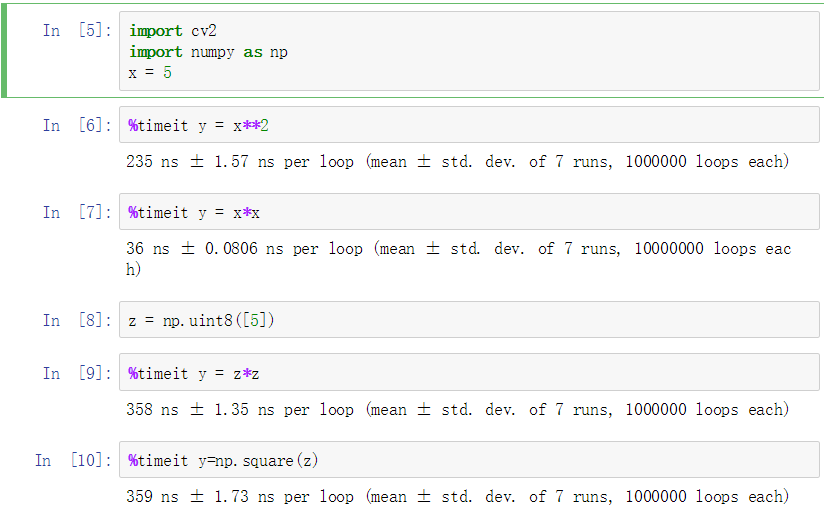 In [5]: import cv2
import numpy as np
x = 5
In [6]: %timeit y = x**2
235 ns ± 1.57 ns per loop (mean ± std. dev. of 7 runs, 1000000 loops each)
In [7]: %timeit y = x*x
36 ns ± 0.0806 ns per loop (mean ± std. dev. of 7 runs, 10000000 loops eac
h)
In [8]: z = np.uint8([5])
In [9]: %timeit y = z*z
358 ns ± 1.35 ns per loop (mean ± std. dev. of 7 runs, 1000000 loops each)
In [10]: %timeit y=np.square(z)
359 ns ± 1.73 ns per loop (mean ± std. dev. of 7 runs, 1000000 loops each)